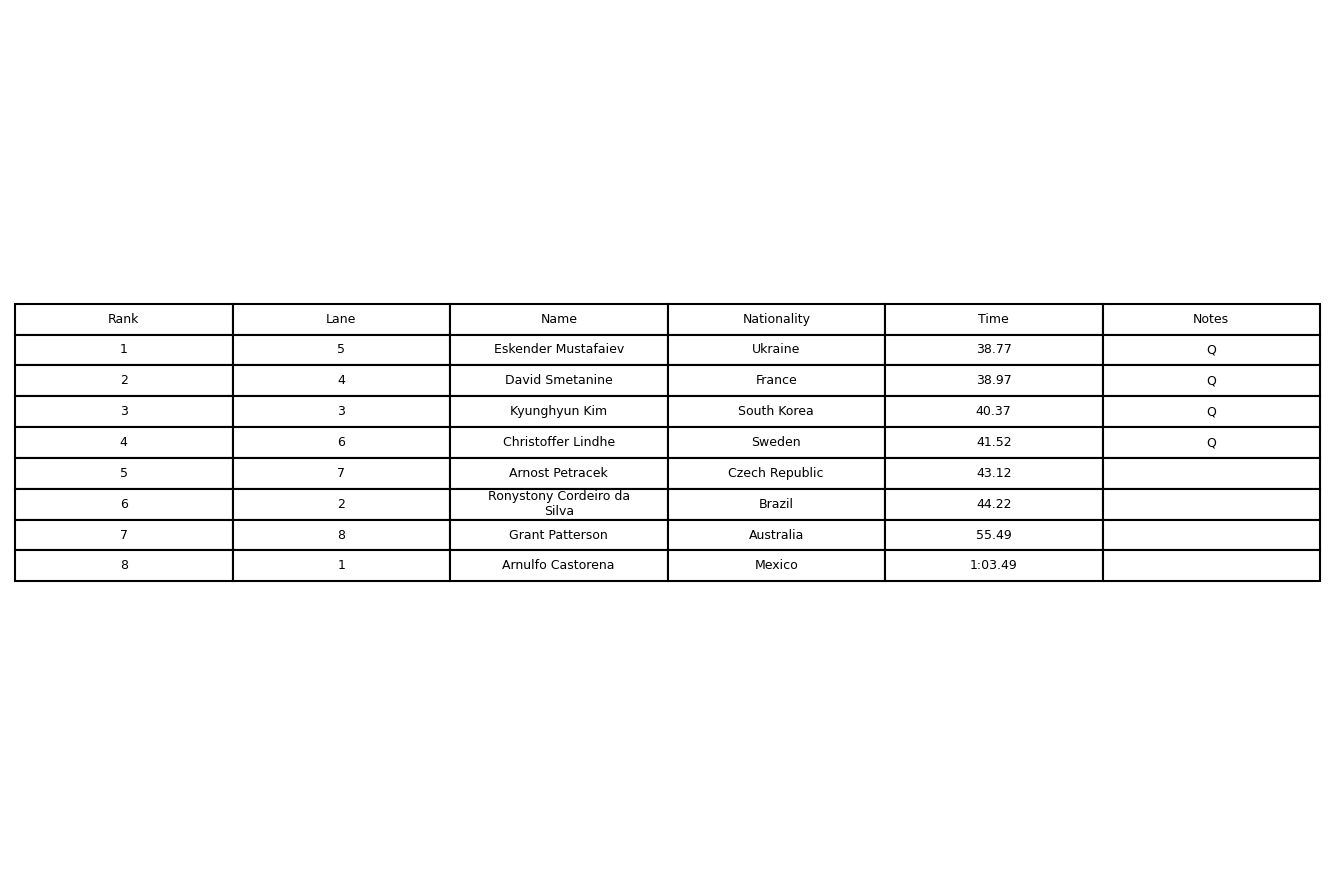 Rank Lane Name Nationality Time Notes
1 5 Eskender Mustafaiev Ukraine 38.77 Q
2 4 David Smetanine France 38.97 Q
3 3 Kyunghyun Kim South Korea 40.37 Q
4 6 Christoffer Lindhe Sweden 41.52 Q
5 7 Arnost Petracek Czech Republic 43.12
6 2 Ronystony Cordeiro da
Silva Brazil 44.22
7 8 Grant Patterson Australia 55.49
8 1 Arnulfo Castorena Mexico 1:03.49